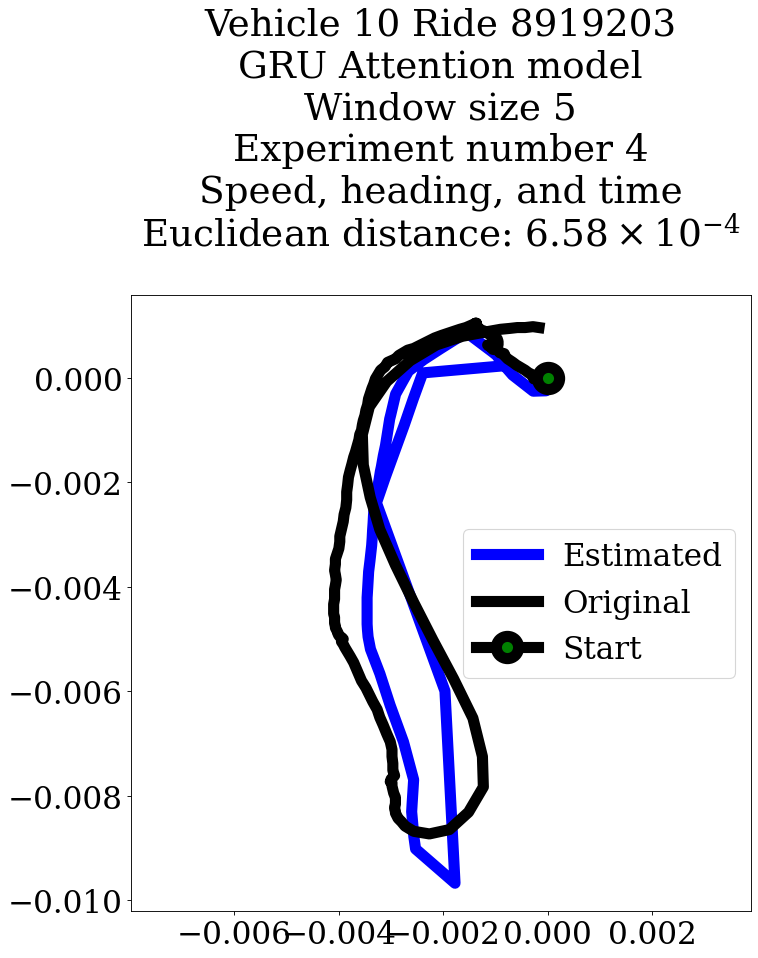 Vehicle 10 Ride 8919203
GRU Attention model
Window size 5
Experiment number 4
Speed, heading, and time
Euclidean distance: 6.58 × 10⁻⁴
0.000
−0.002
−0.004
−0.006
−0.008
−0.010
Estimated
Original
Start
−0.006 −0.004 −0.002 0.000 0.002